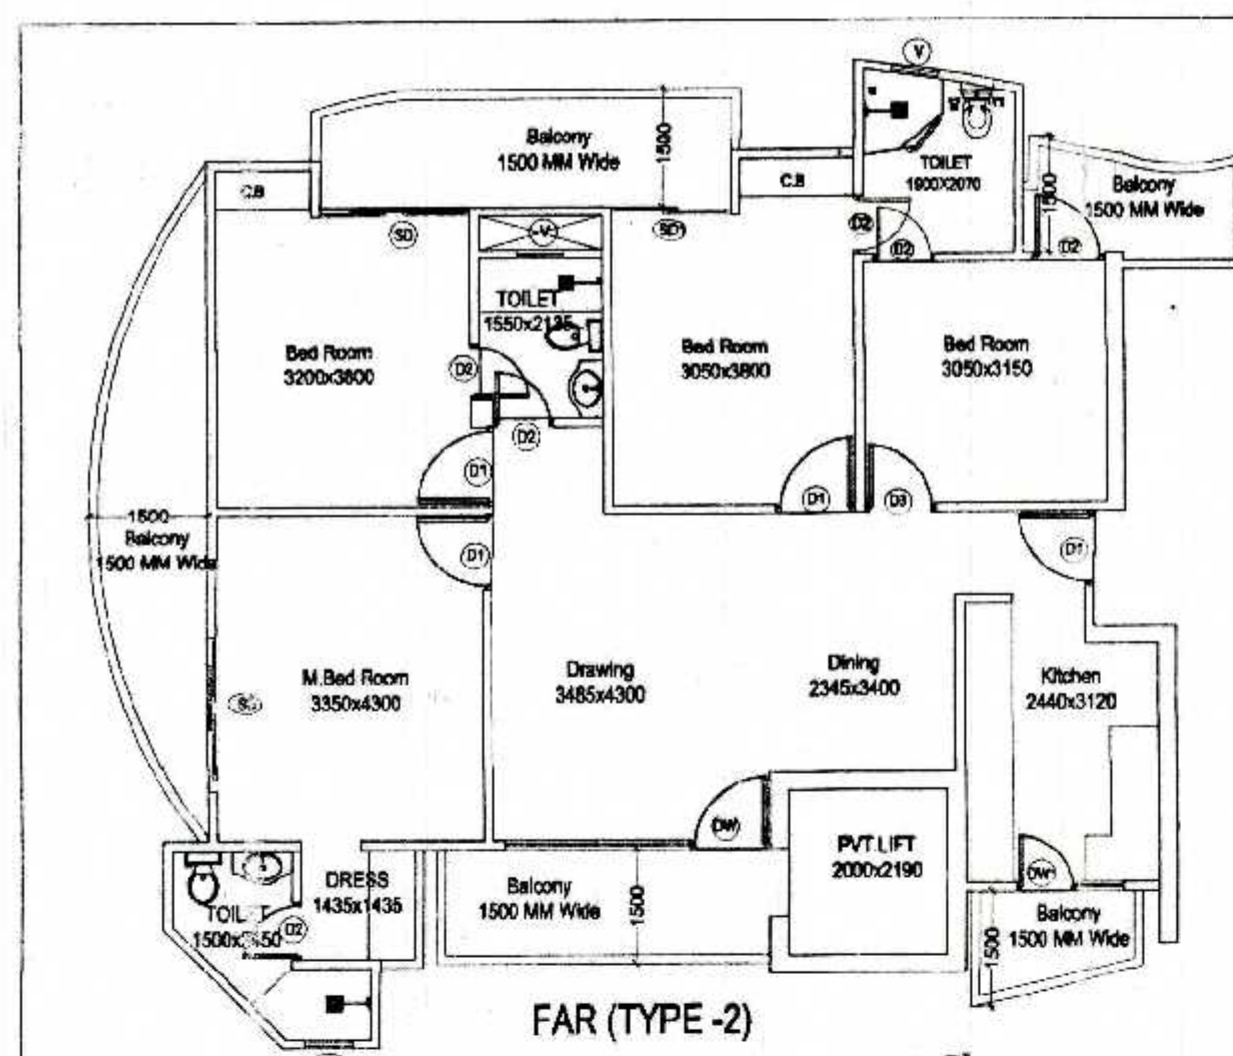 V
Balcony
1500 MM Wide
1500
TOILET
1900X2070
C.B
C.B
1500
Balcony
1500 MM Wide
SD
V
SD1
D2
D2
D2
TOILET
Bed Room
3200x3800
D2
Bed Room
3050x3800
Bed Room
3050x3150
D2
D1
D1
D3
1500
Balcony
1500 MM Wide
D1
D1
M.Bed Room
3350x4300
Drawing
3485x4300
Dining
2345x3400
Kitchen
2440x3120
DW
PVT.LIFT
2000x2190
DRESS
1435x1435
D2
Balcony
1500 MM Wide
1500
DW1
Balcony
1500 MM Wide
1500
FAR (TYPE -2)